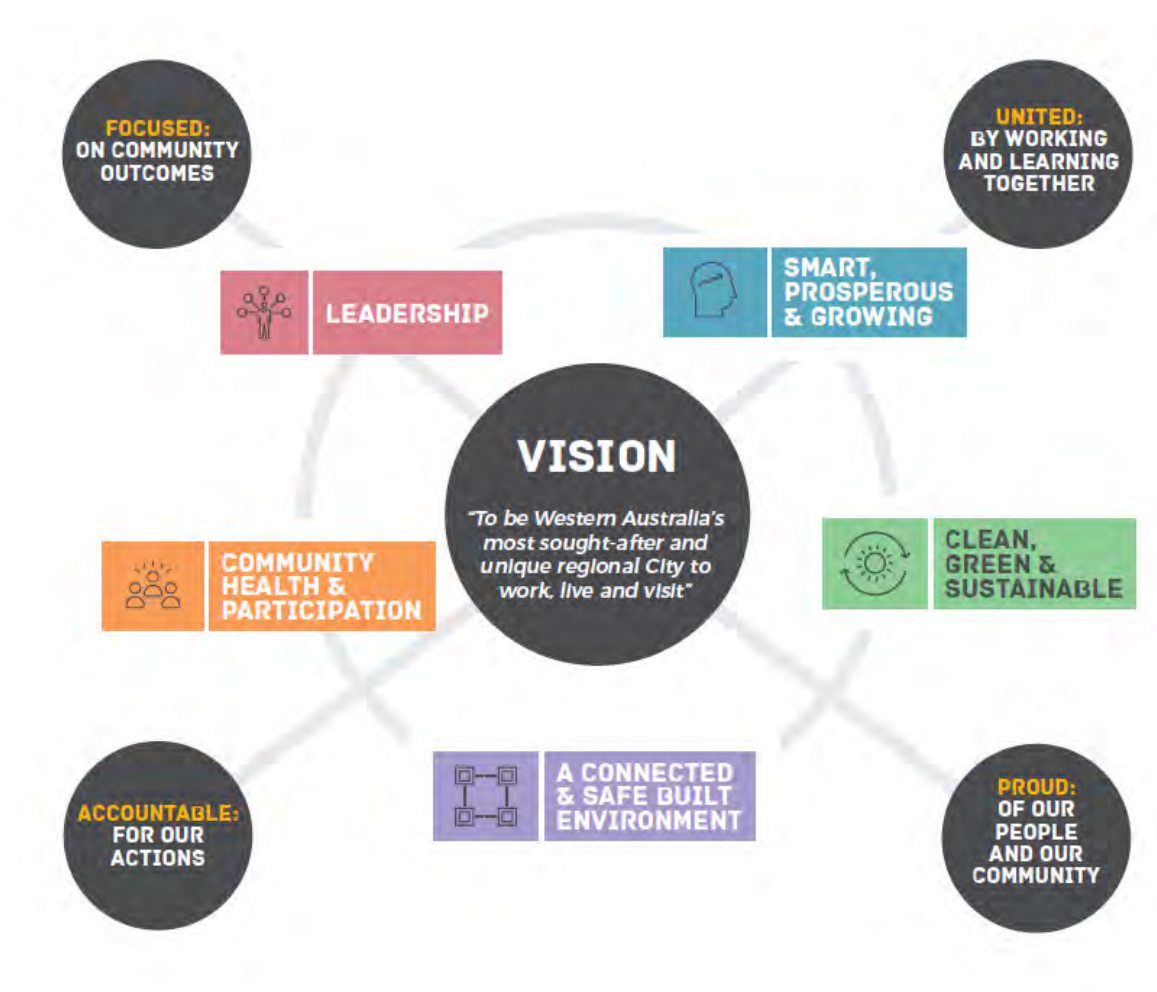 FOCUSED:
ON COMMUNITY
OUTCOMES
UNITED:
BY WORKING
AND LEARNING
TOGETHER
LEADERSHIP
SMART,
PROSPEROUS
& GROWING
VISION
"To be Western Australia's
most sought-after and
unique regional City to
work, live and visit"
COMMUNITY
HEALTH &
PARTICIPATION
CLEAN,
GREEN &
SUSTAINABLE
A CONNECTED
& SAFE BUILT
ENVIRONMENT
ACCOUNTABLE:
FOR OUR
ACTIONS
PROUD:
OF OUR
PEOPLE
AND OUR
COMMUNITY